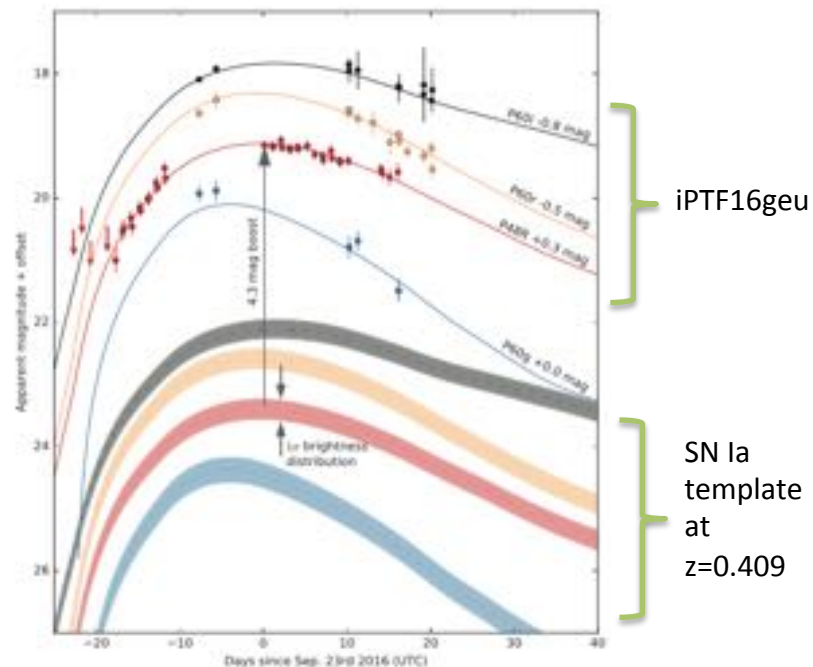 18
20
22
24
26
Apparent magnitude + offset
P60i -0.8 mag
P60r -0.5 mag
P48R +0.3 mag
P60g +0.0 mag
4.3 mag boost
1σ brightness
distribution
−20
−10
0
10
20
30
40
Days since Sep. 23rd 2016 (UTC)
iPTF16geu
SN Ia
template
at
z=0.409